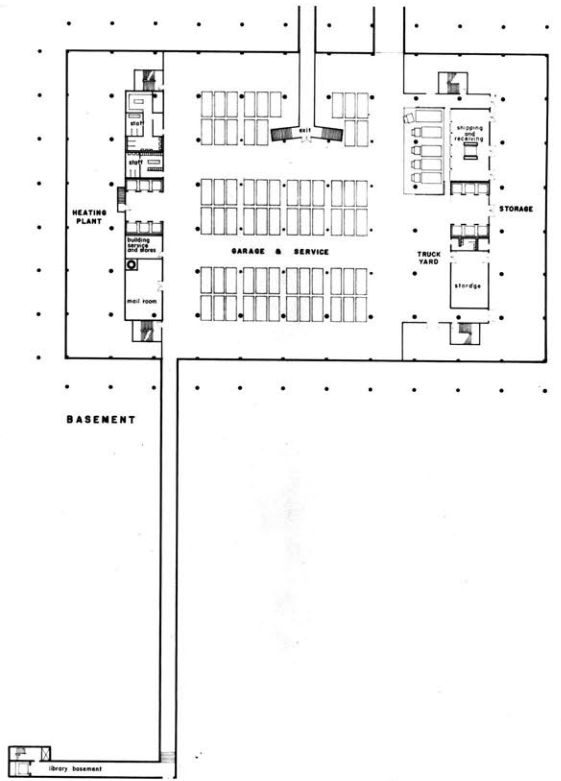 staff
exit
shipping
and
receiving
staff
HEATING
PLANT
STORAGE
building
service
and stores
GARAGE & SERVICE
TRUCK
YARD
storage
mail room
BASEMENT
library basement